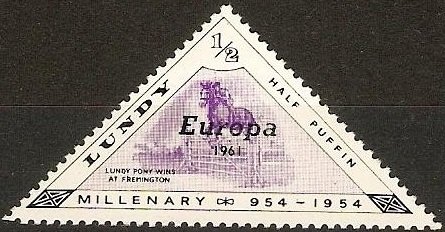 1/2
LUNDY
HALF PUFFIN
Europa
1961
LUNDY PONY WINS
AT FREMINGTON
MILLENARY 954-1954